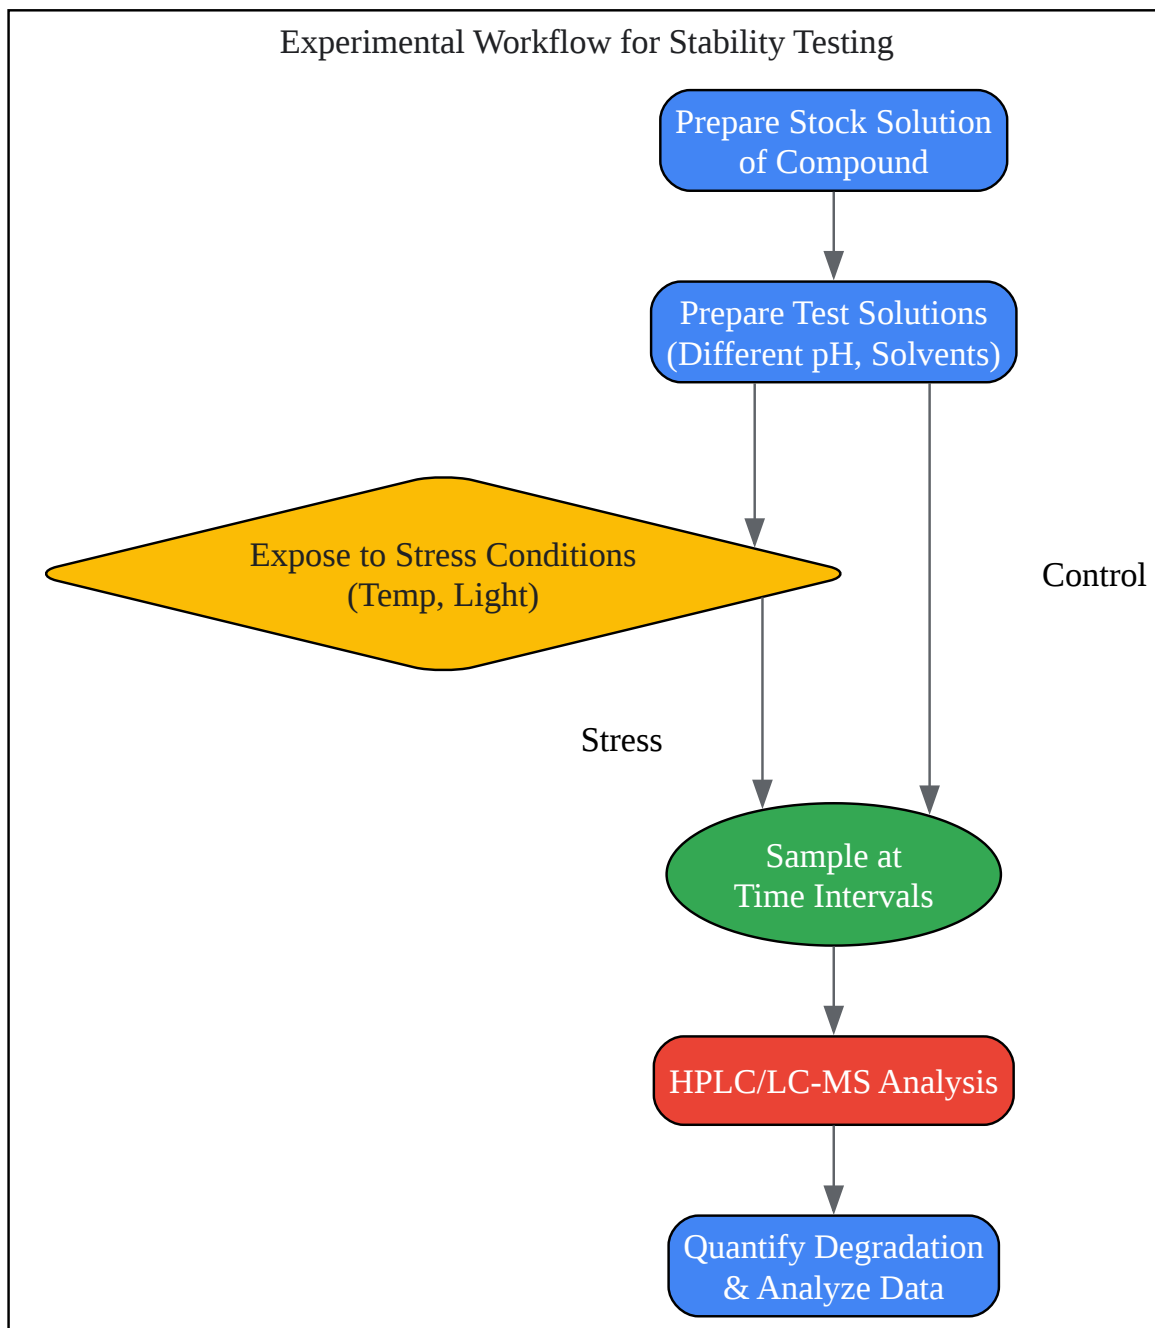 Experimental Workflow for Stability Testing
Prepare Stock Solution
of Compound
Prepare Test Solutions
(Different pH, Solvents)
Expose to Stress Conditions
(Temp, Light)
Control
Stress
Sample at
Time Intervals
HPLC/LC-MS Analysis
Quantify Degradation
& Analyze Data